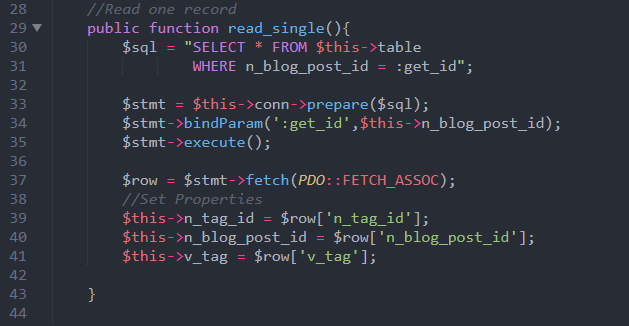 28 //Read one record
29 public function read_single(){
30 $sql = "SELECT * FROM $this->table
31 WHERE n_blog_post_id = :get_id";
32
33 $stmt = $this->conn->prepare($sql);
34 $stmt->bindParam(':get_id',$this->n_blog_post_id);
35 $stmt->execute();
36
37 $row = $stmt->fetch(PDO::FETCH_ASSOC);
38 //Set Properties
39 $this->n_tag_id = $row['n_tag_id'];
40 $this->n_blog_post_id = $row['n_blog_post_id'];
41 $this->v_tag = $row['v_tag'];
42
43 }
44